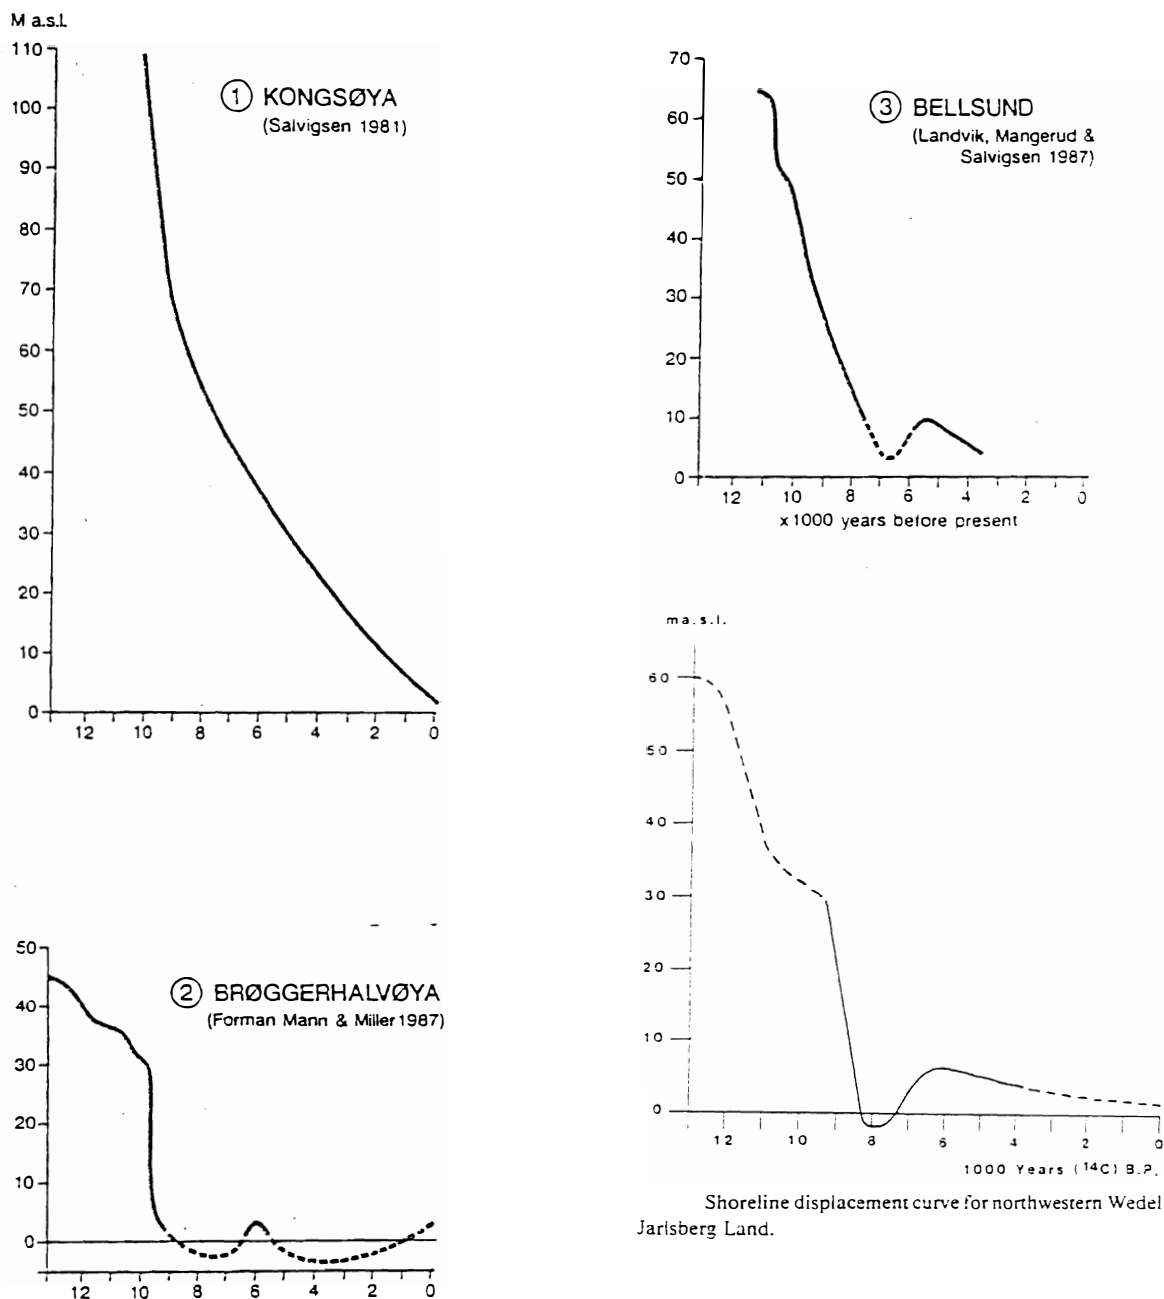 M a.s.l.
110
100
90
80
70
60
50
40
30
20
10
0
12 10 8 6 4 2 0
① KONGSØYA
(Salvigsen 1981)
50
40
30
20
10
0
12 10 8 6 4 2 0
② BRØGGERHALVØYA
(Forman Mann & Miller 1987)
70
60
50
40
30
20
10
0
12 10 8 6 4 2 0
x 1000 years before present
③ BELLSUND
(Landvik, Mangerud &
Salvigsen 1987)
m a.s.l.
60
50
40
30
20
10
0
12 10 8 6 4 2 0
1000 Years (¹⁴C) B.P.
Shoreline displacement curve for northwestern Wedel
Jarlsberg Land.